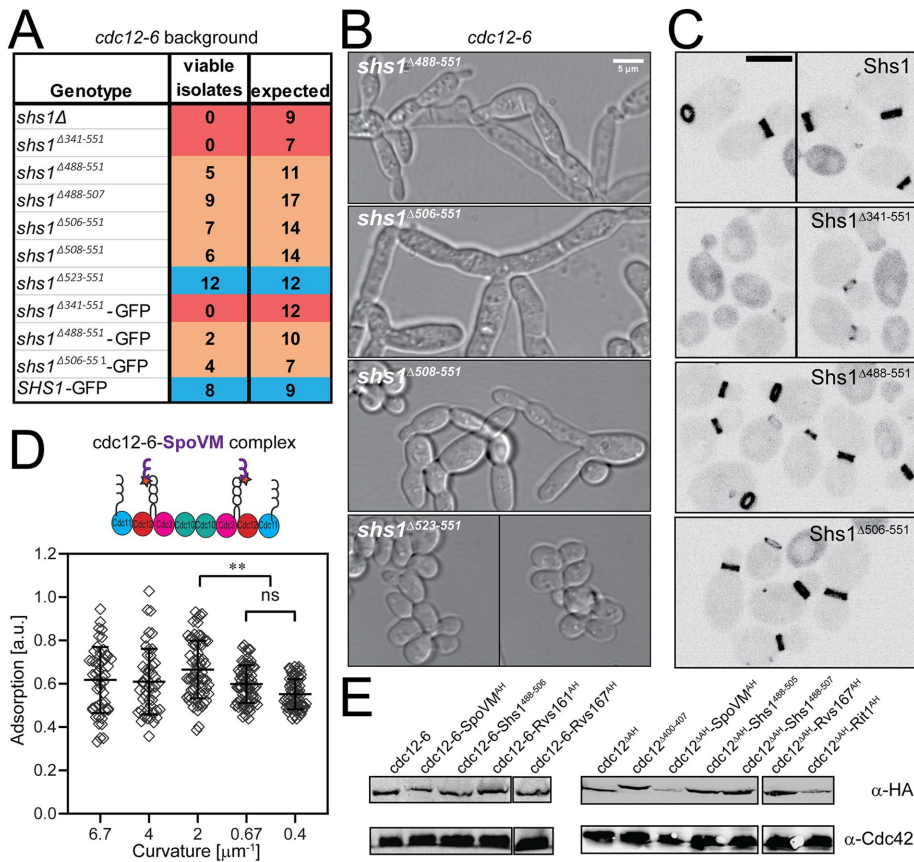 A
cdc12-6 background
Genotype viable isolates expected
shs1Δ 0 9
shs1Δ341-551 0 7
shs1Δ488-551 5 11
shs1Δ488-507 9 17
shs1Δ506-551 7 14
shs1Δ508-551 6 14
shs1Δ523-551 12 12
shs1Δ341-551-GFP 0 12
shs1Δ488-551-GFP 2 10
shs1Δ506-551-GFP 4 7
SHS1-GFP 8 9
B
cdc12-6
shs1Δ488-551
5 µm
shs1Δ506-551
shs1Δ508-551
shs1Δ523-551
C
Shs1
Shs1Δ341-551
Shs1Δ488-551
Shs1Δ506-551
D
cdc12-6-SpoVM complex
Cdc11 Cdc12 Cdc3 Cdc10 Cdc10 Cdc3 Cdc12 Cdc11
Adsorption [a.u.]
1.2
1.0
0.8
0.6
0.4
0.2
0.0
**
ns
6.7 4 2 0.67 0.4
Curvature [µm-1]
E
cdc12-6
cdc12-6-SpoVMAH
cdc12-6-Shs1488-506
cdc12-6-Rvs161AH
cdc12-6-Rvs167AH
cdc12ΔAH
cdc12Δ400-407
cdc12ΔAH-SpoVMAH
cdc12ΔAH-Shs1488-505
cdc12ΔAH-Shs1488-507
cdc12ΔAH-Rvs167AH
cdc12ΔAH-Rit1AH
α-HA
α-Cdc42